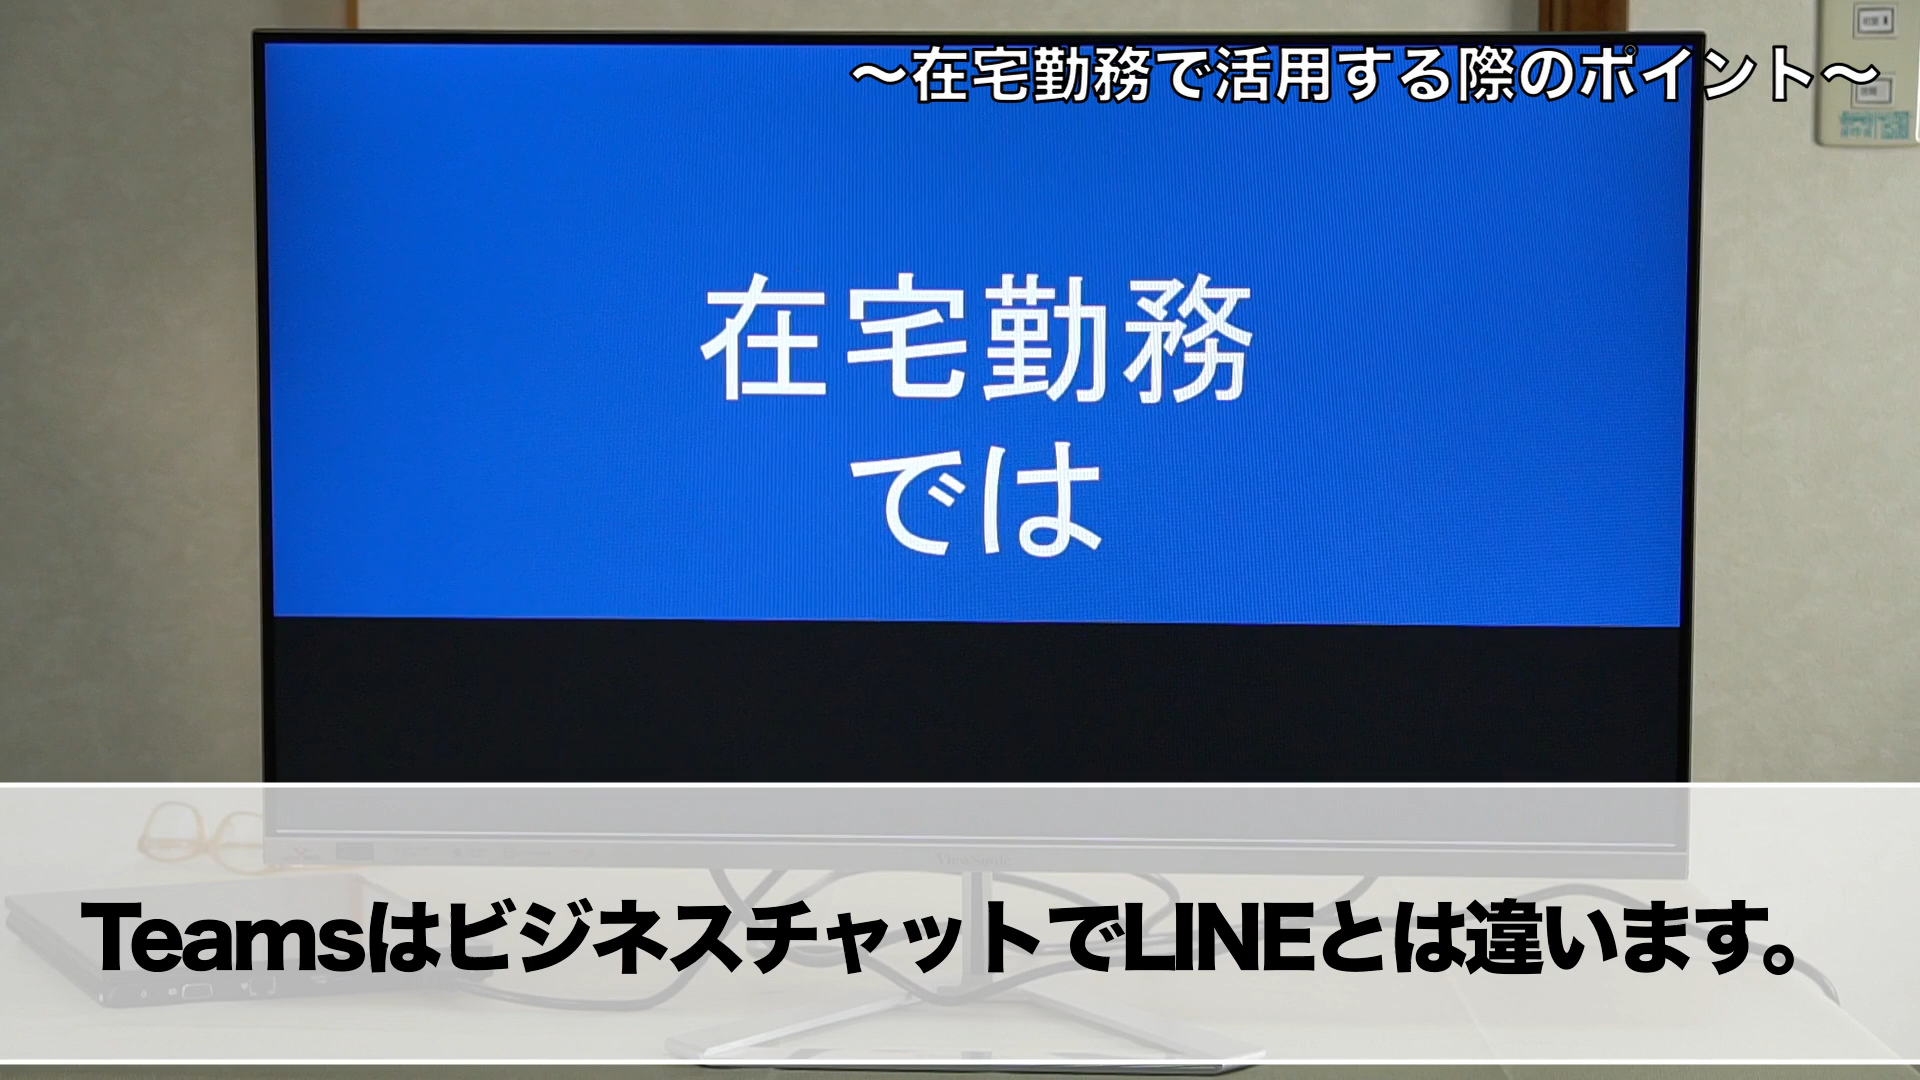 ～在宅勤務で活用する際のポイント～
在宅勤務
では
ViewSonic
TeamsはビジネスチャットでLINEとは違います。